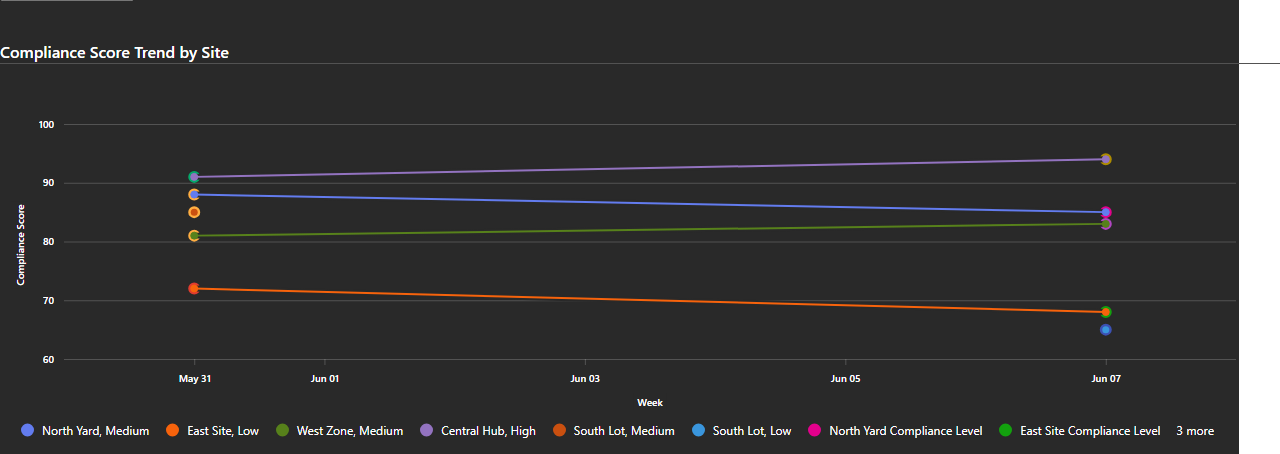 Compliance Score Trend by Site
100
90
80
70
60
Compliance Score
May 31
Jun 01
Jun 03
Jun 05
Jun 07
Week
North Yard, Medium
East Site, Low
West Zone, Medium
Central Hub, High
South Lot, Medium
South Lot, Low
North Yard Compliance Level
East Site Compliance Level
3 more